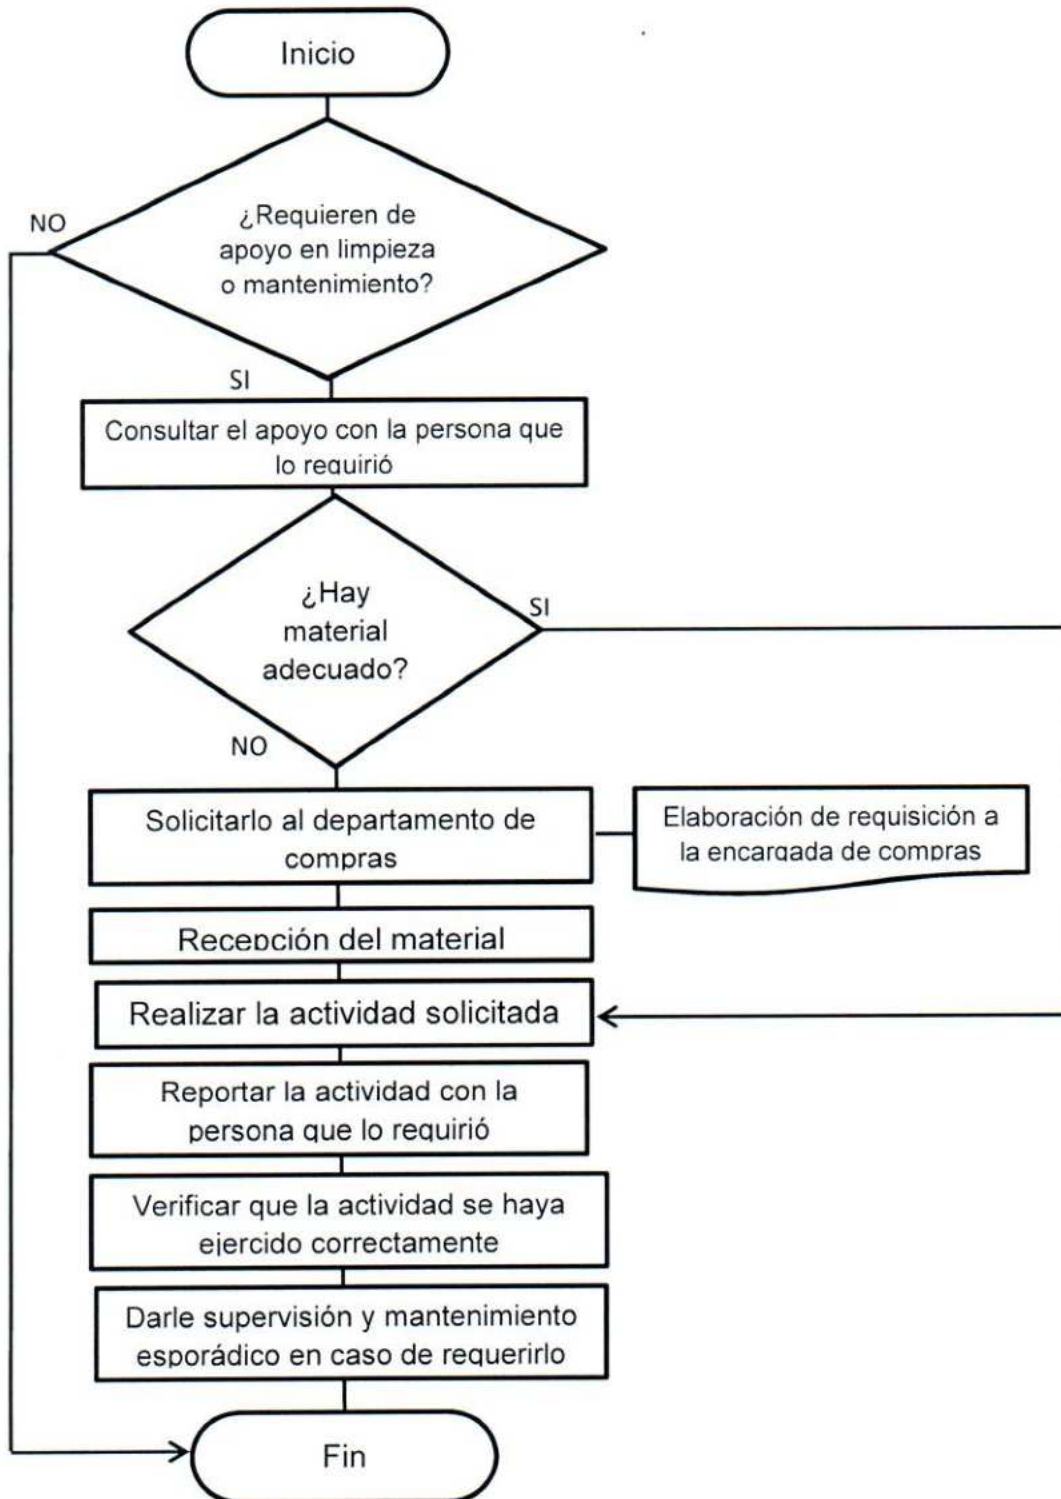 Inicio
NO
¿Requieren de
apoyo en limpieza
o mantenimiento?
SI
Consultar el apoyo con la persona que
lo requirió
¿Hay
material
adecuado?
SI
NO
Solicitarlo al departamento de
compras
Elaboración de requisición a
la encargada de compras
Recepción del material
Realizar la actividad solicitada
Reportar la actividad con la
persona que lo requirió
Verificar que la actividad se haya
ejercido correctamente
Darle supervisión y mantenimiento
esporádico en caso de requerirlo
Fin